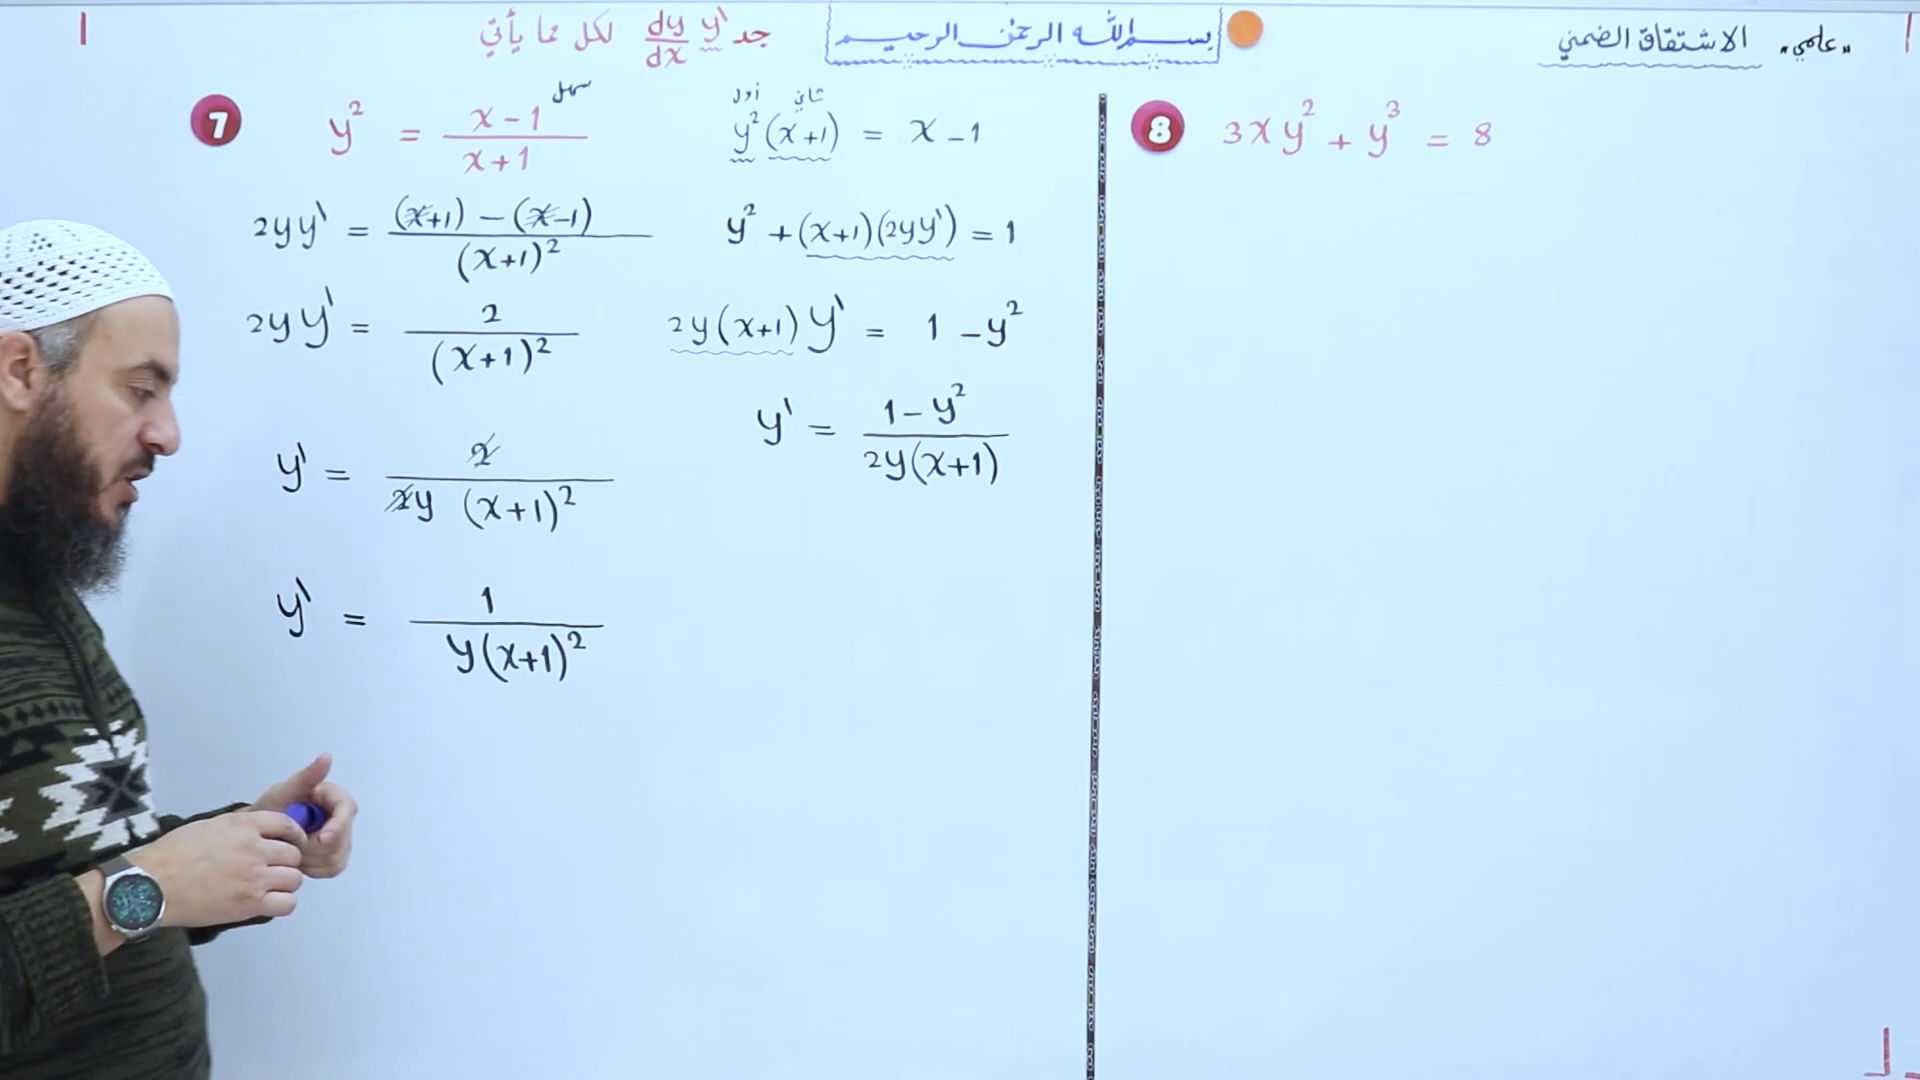 "علمي" الاشتقاق الضمني
بسم الله الرحمن الرحيم
جد y' dy/dx لكل مما يأتي
7
y² = (x-1)/(x+1)
سهل
2yy' = ((x+1) - (x-1))/(x+1)²
2yy' = 2/(x+1)²
y' = 2/(2y (x+1)²)
y' = 1/(y(x+1)²)
أول ثاني
y²(x+1) = x-1
y² + (x+1)(2yy') = 1
2y(x+1)y' = 1-y²
y' = (1-y²)/(2y(x+1))
8
3xy² + y³ = 8